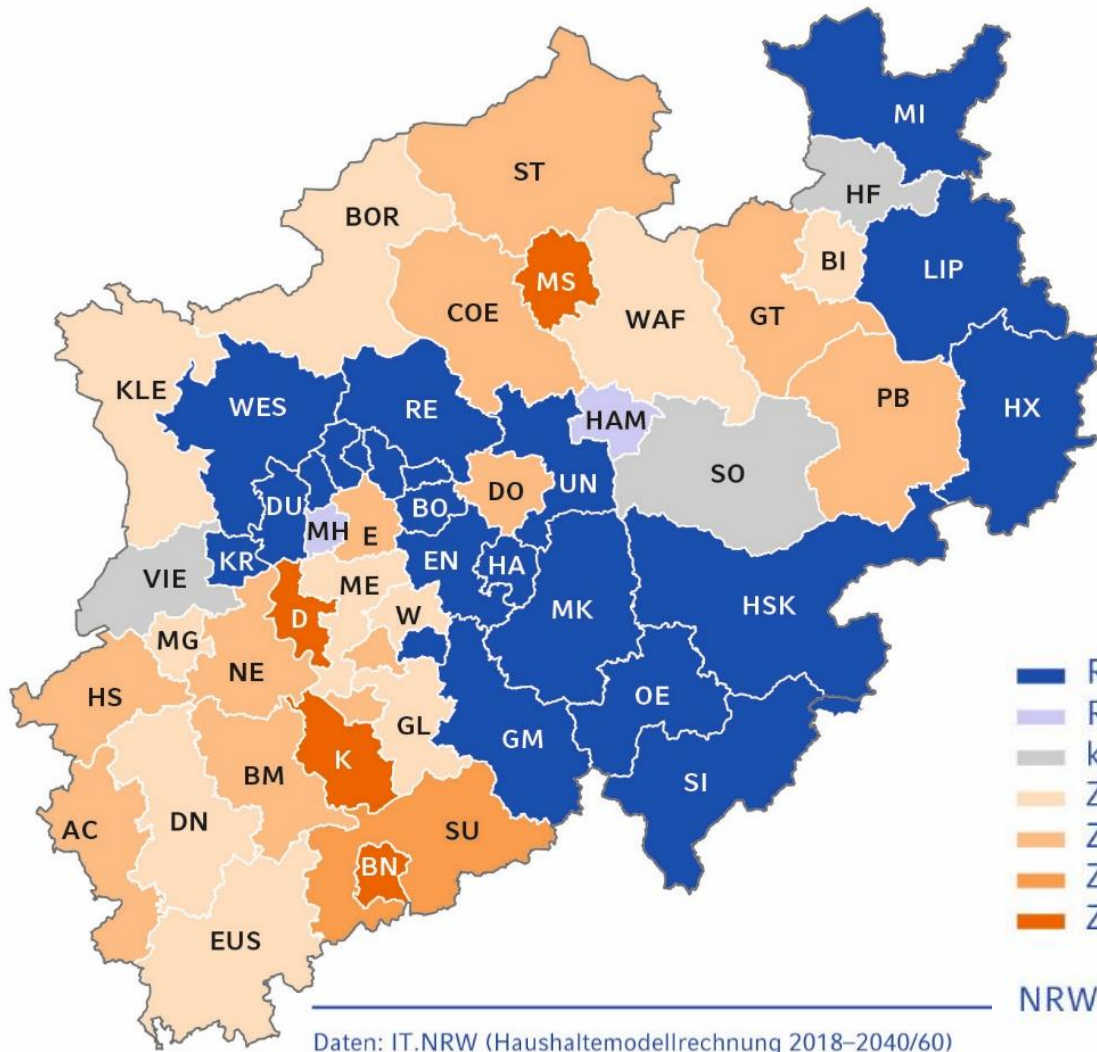 MI
ST
HF
BOR
BI
LIP
MS
COE
WAF
GT
KLE
PB
WES
RE
HX
HAM
SO
DU
DO
UN
BO
MH
E
EN
HA
KR
VIE
ME
HSK
MK
D
W
MG
NE
OE
HS
GL
GM
K
BM
SI
AC
DN
SU
BN
EUS
R
R
k
Z
Z
Z
Z
NRW
Daten: IT.NRW (Haushaltemodellrechnung 2018–2040/60)